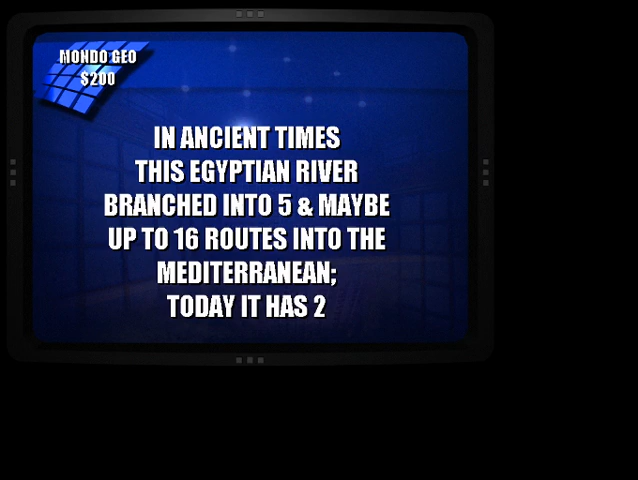 MONDO GEO
$200
IN ANCIENT TIMES
THIS EGYPTIAN RIVER
BRANCHED INTO 5 & MAYBE
UP TO 16 ROUTES INTO THE
MEDITERRANEAN;
TODAY IT HAS 2